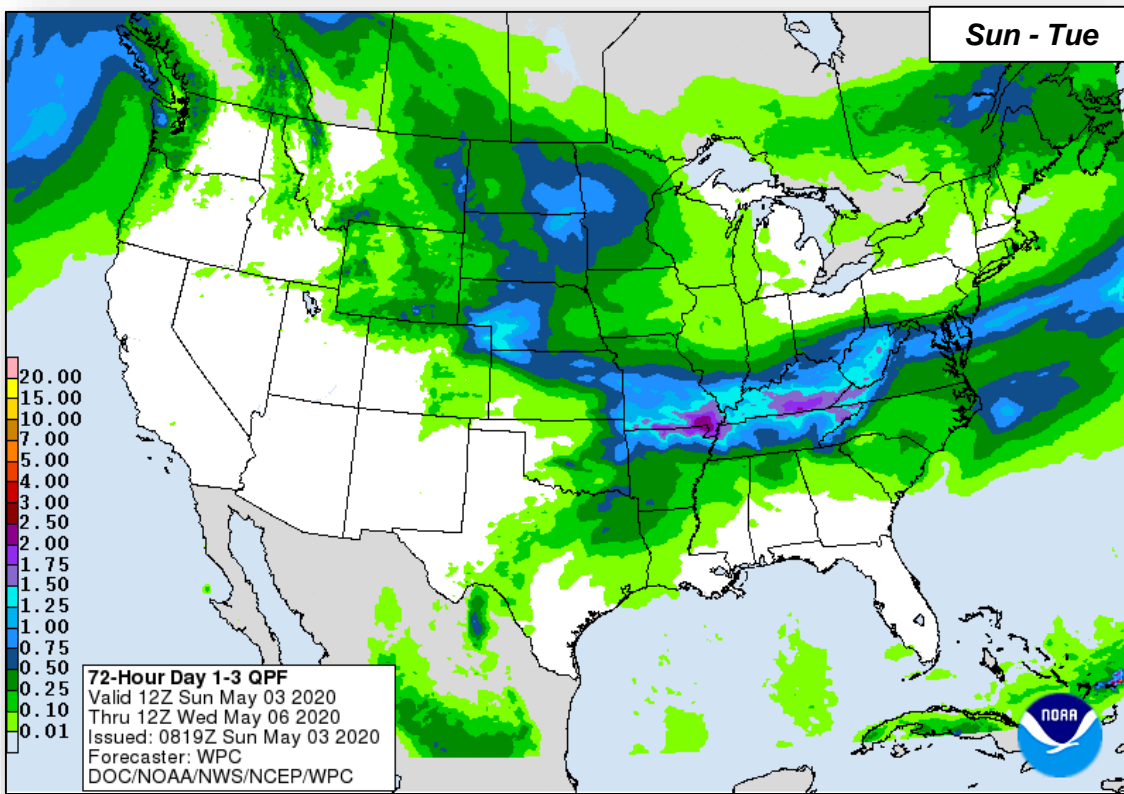 Sun - Tue
20.00
15.00
10.00
7.00
5.00
4.00
3.00
2.50
2.00
1.75
1.50
1.25
1.00
0.75
0.50
0.25
0.10
0.01
72-Hour Day 1-3 QPF
Valid 12Z Sun May 03 2020
Thru 12Z Wed May 06 2020
Issued: 0819Z Sun May 03 2020
Forecaster: WPC
DOC/NOAA/NWS/NCEP/WPC
NOAA